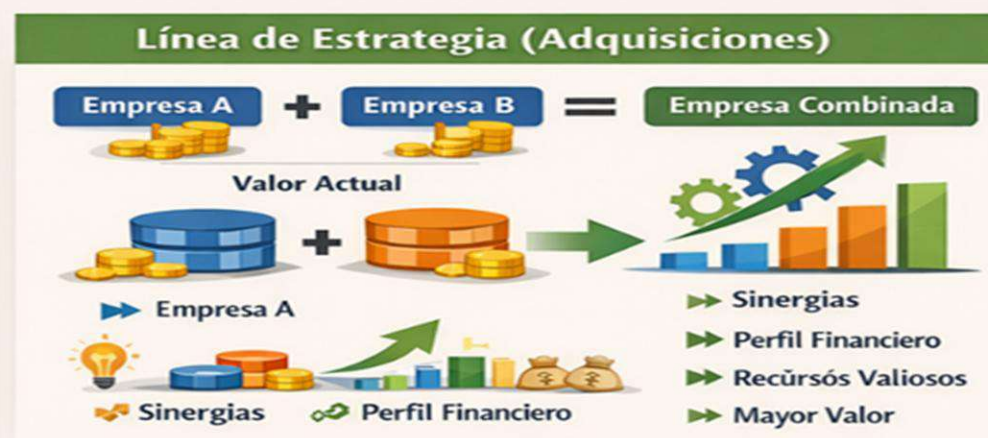 Línea de Estrategia (Adquisiciones)
Empresa A + Empresa B = Empresa Combinada
Valor Actual
+
Empresa A
Sinergias
Perfil Financiero
Sinergias
Perfil Financiero
Recŭrsós Valiosos
Mayor Valor